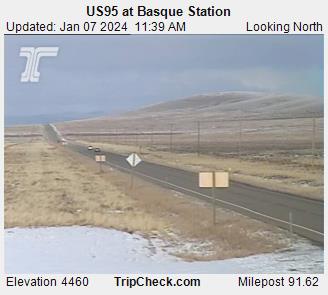 US95 at Basque Station
Updated: Jan 07 2024 11:39 AM Looking North
Elevation 4460 TripCheck.com Milepost 91.62